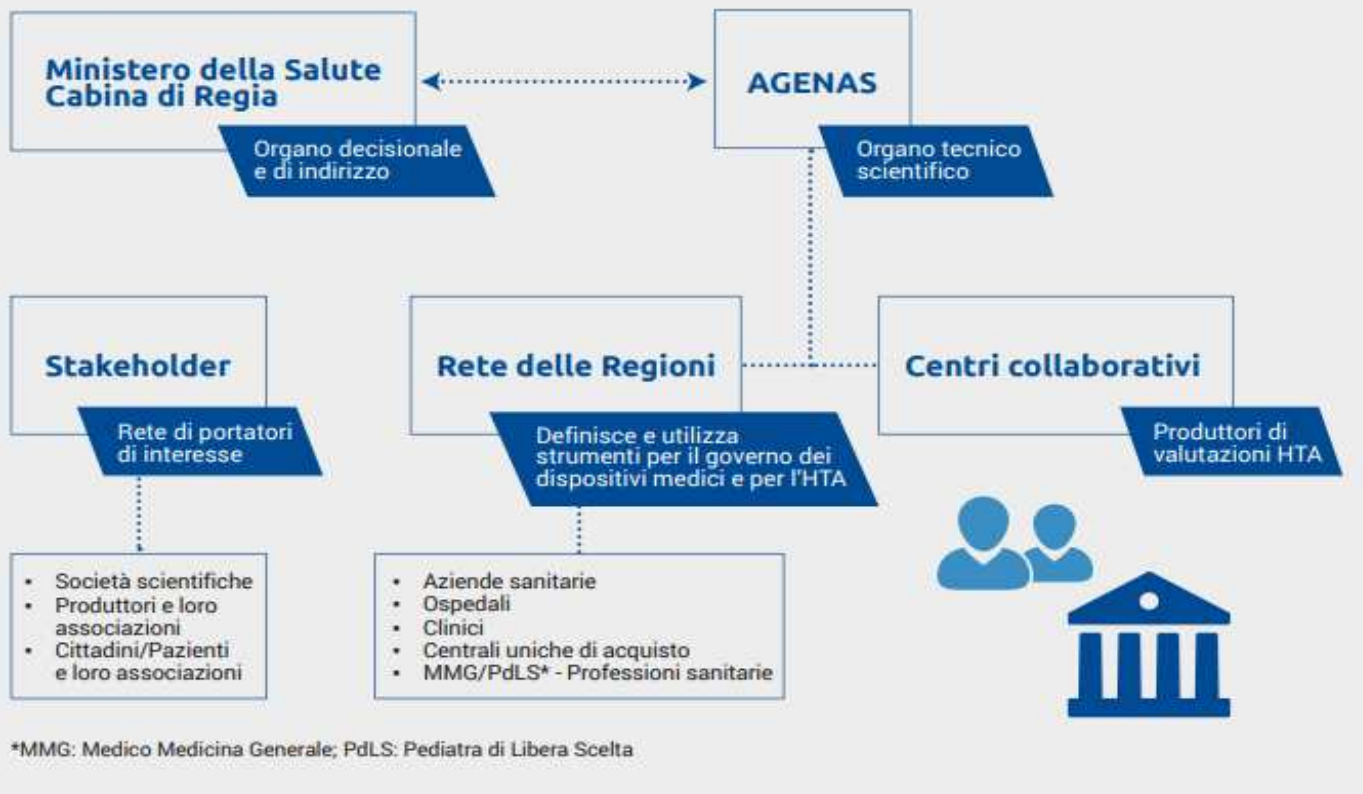 Ministero della Salute
Cabina di Regia
Organo decisionale
e di indirizzo
AGENAS
Organo tecnico
scientifico
Stakeholder
Rete di portatori
di interesse
Rete delle Regioni
Definisce e utilizza
strumenti per il governo dei
dispositivi medici e per l'HTA
Centri collaborativi
Produttori di
valutazioni HTA
• Società scientifiche
• Produttori e loro
associazioni
• Cittadini/Pazienti
e loro associazioni
• Aziende sanitarie
• Ospedali
• Clinici
• Centrali uniche di acquisto
• MMG/PdLS* - Professioni sanitarie
*MMG: Medico Medicina Generale; PdLS: Pediatra di Libera Scelta